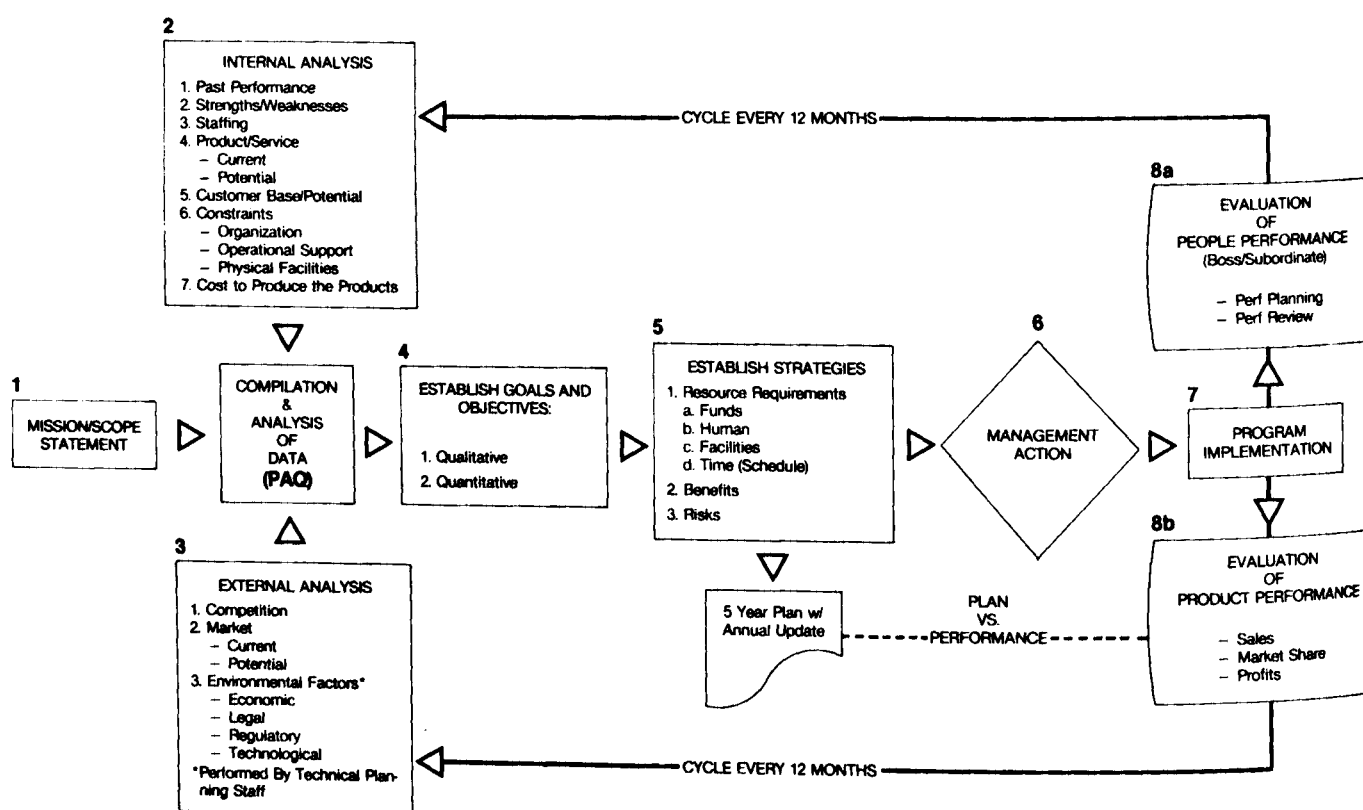 2
INTERNAL ANALYSIS
1. Past Performance
2. Strengths/Weaknesses
3. Staffing
4. Product/Service
– Current
– Potential
5. Customer Base/Potential
6. Constraints
– Organization
– Operational Support
– Physical Facilities
7. Cost to Produce the Products
CYCLE EVERY 12 MONTHS
8a
EVALUATION
OF
PEOPLE PERFORMANCE
(Boss/Subordinate)
– Perf Planning
– Perf Review
1
MISSION/SCOPE
STATEMENT
COMPILATION
&
ANALYSIS
OF
DATA
(PAQ)
4
ESTABLISH GOALS AND
OBJECTIVES:
1. Qualitative
2. Quantitative
5
ESTABLISH STRATEGIES
1. Resource Requirements
a. Funds
b. Human
c. Facilities
d. Time (Schedule)
2. Benefits
3. Risks
6
MANAGEMENT
ACTION
7
PROGRAM
IMPLEMENTATION
3
EXTERNAL ANALYSIS
1. Competition
2. Market
– Current
– Potential
3. Environmental Factors*
– Economic
– Legal
– Regulatory
– Technological
*Performed By Technical Plan-
ning Staff
5 Year Plan w/
Annual Update
PLAN
VS.
PERFORMANCE
8b
EVALUATION
OF
PRODUCT PERFORMANCE
– Sales
– Market Share
– Profits
CYCLE EVERY 12 MONTHS